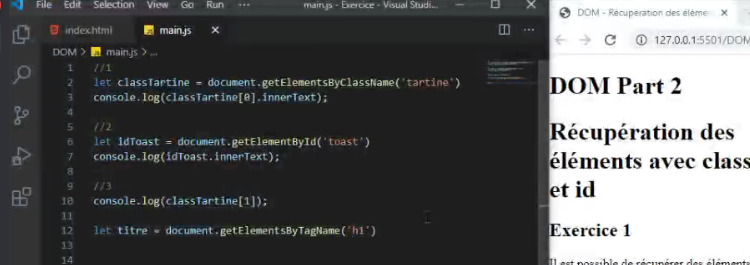 File Edit Selection View Go Run ... main.js - Exercice - Visual Studi...
index.html
main.js
DOM > main.js > ...
1 //1
2 let classTartine = document.getElementsByClassName('tartine')
3 console.log(classTartine[0].innerText);
4
5 //2
6 let idToast = document.getElementById('toast')
7 console.log(idToast.innerText);
8
9 //3
10 console.log(classTartine[1]);
11
12 let titre = document.getElementsByTagName('h1')
13
14
DOM - Récupération des éléme
127.0.0.1:5501/DOM
DOM Part 2
Récupération des
éléments avec class
et id
Exercice 1
Il est possible de récupérer des éléments